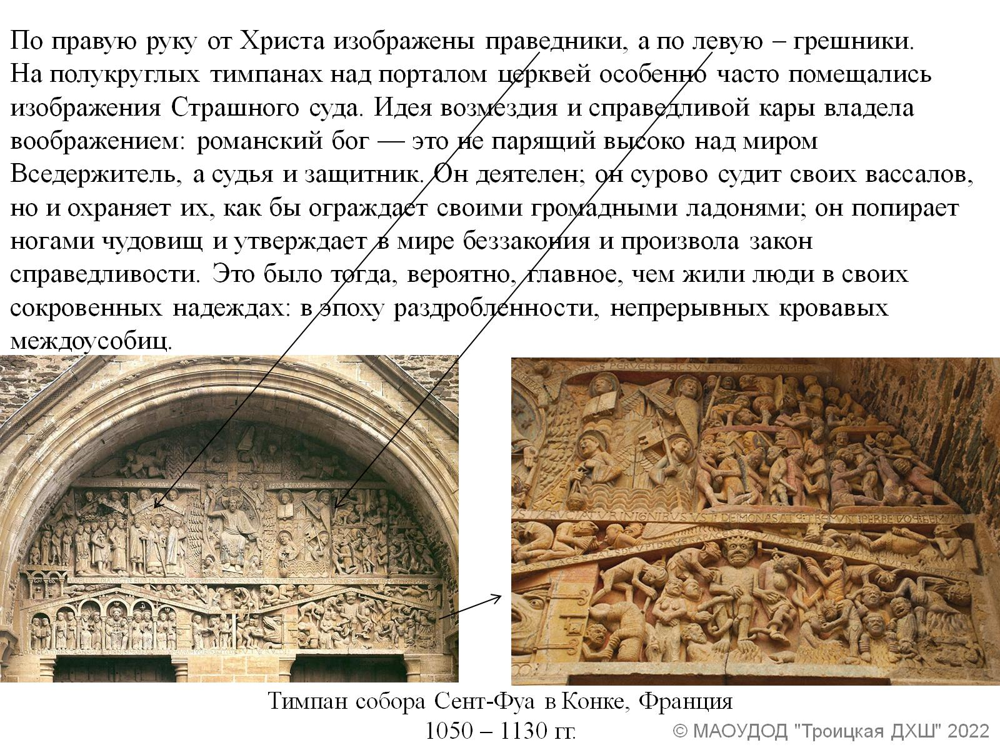 По правую руку от Христа изображены праведники, а по левую – грешники.
На полукруглых тимпанах над порталом церквей особенно часто помещались
изображения Страшного суда. Идея возмездия и справедливой кары владела
воображением: романский бог — это не парящий высоко над миром
Вседержитель, а судья и защитник. Он деятелен; он сурово судит своих вассалов,
но и охраняет их, как бы ограждает своими громадными ладонями; он попирает
ногами чудовищ и утверждает в мире беззакония и произвола закон
справедливости. Это было тогда, вероятно, главное, чем жили люди в своих
сокровенных надеждах: в эпоху раздробленности, непрерывных кровавых
междоусобиц.
Тимпан собора Сент-Фуа в Конке, Франция
1050 – 1130 гг.
© МАОУДОД "Троицкая ДХШ" 2022